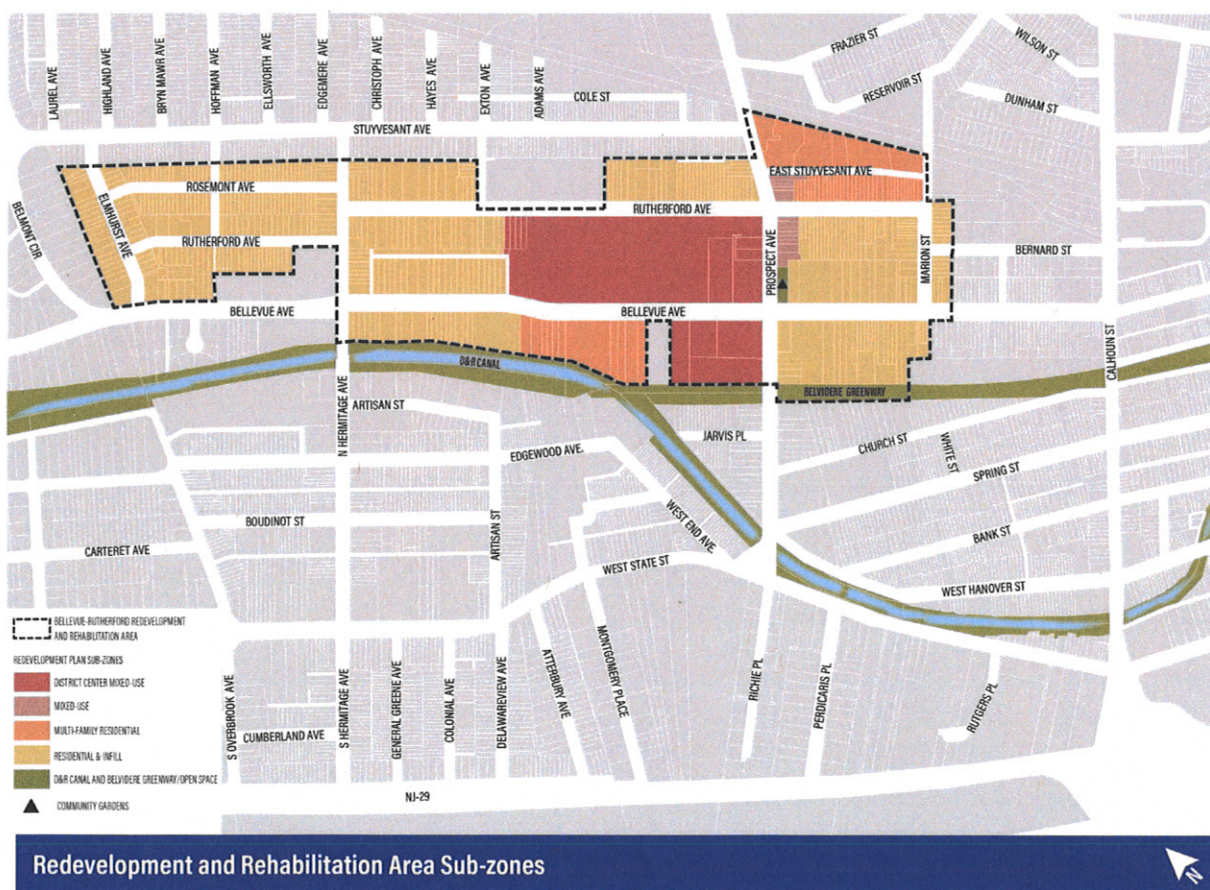 FRAZIER ST
WILSON ST
LAUREL AVE
HIGHLAND AVE
BRYN MAWR AVE
HOFFMAN AVE
ELLSWORTH AVE
EDGEMERE AVE
CHRISTOPH AVE
HAYES AVE
EXTON AVE
ADAMS AVE
COLE ST
RESERVOIR ST
DUNHAM ST
STUYVESANT AVE
EAST STUYVESANT AVE
ROSEMONT AVE
ELMHURST AVE
BELMONT CIR
RUTHERFORD AVE
RUTHERFORD AVE
PROSPECT AVE
MARION ST
BERNARD ST
BELLEVUE AVE
BELLEVUE AVE
CALHOUN ST
D&R CANAL
BELVIDERE GREENWAY
N HERMITAGE AVE
ARTISAN ST
JARVIS PL
EDGEWOOD AVE.
CHURCH ST
WHITE ST
SPRING ST
BOUDINOT ST
ARTISAN ST
WEST END AVE.
BANK ST
CARTERET AVE
WEST STATE ST
WEST HANOVER ST
BELLEVUE-RUTHERFORD REDEVELOPMENT
AND REHABILITATION AREA
REDEVELOPMENT PLAN SUB-ZONES
DISTRICT CENTER MIXED-USE
MIXED-USE
MULTI-FAMILY RESIDENTIAL
RESIDENTIAL & INFILL
D&R CANAL AND BELVIDERE GREENWAY/OPEN SPACE
COMMUNITY GARDENS
S OVERBROOK AVE
CUMBERLAND AVE
S HERMITAGE AVE
GENERAL GREENE AVE
COLONIAL AVE
DELAWAREVIEW AVE
ATTERBURY AVE
MONTGOMERY PLACE
RICHIE PL
PERDICARIS PL
RUTGERS PL
NJ-29
Redevelopment and Rehabilitation Area Sub-zones
N